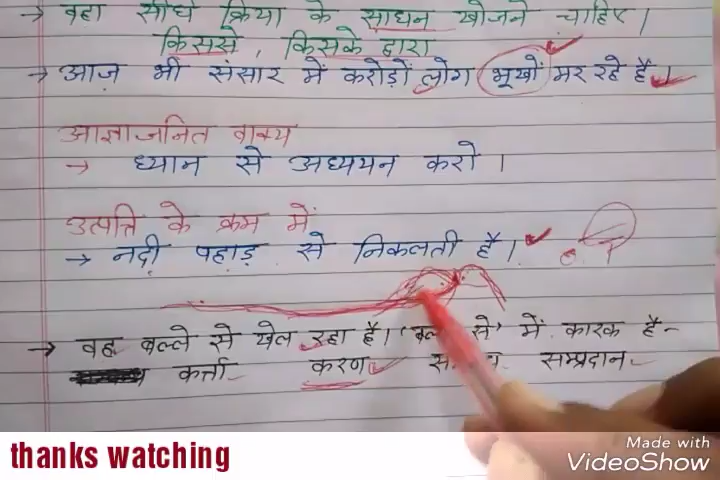 → वहा सीधे क्रिया के साधन खोजने चाहिए।
किससे, किसके द्वारा
→ आज़ भी संसार में करोड़ों लोग भूखों मर रहे है।
आज्ञाजनित वाक्य
→ ध्यान से अध्ययन करो।
उत्पत्ति के क्रम में
→ नदी पहाड़ से निकलती है।
→ वह बल्ले से खेल रहा है। से' में कारक है-
कर्त्ता करण सम्प्रदान
thanks watching
Made with
VideoShow